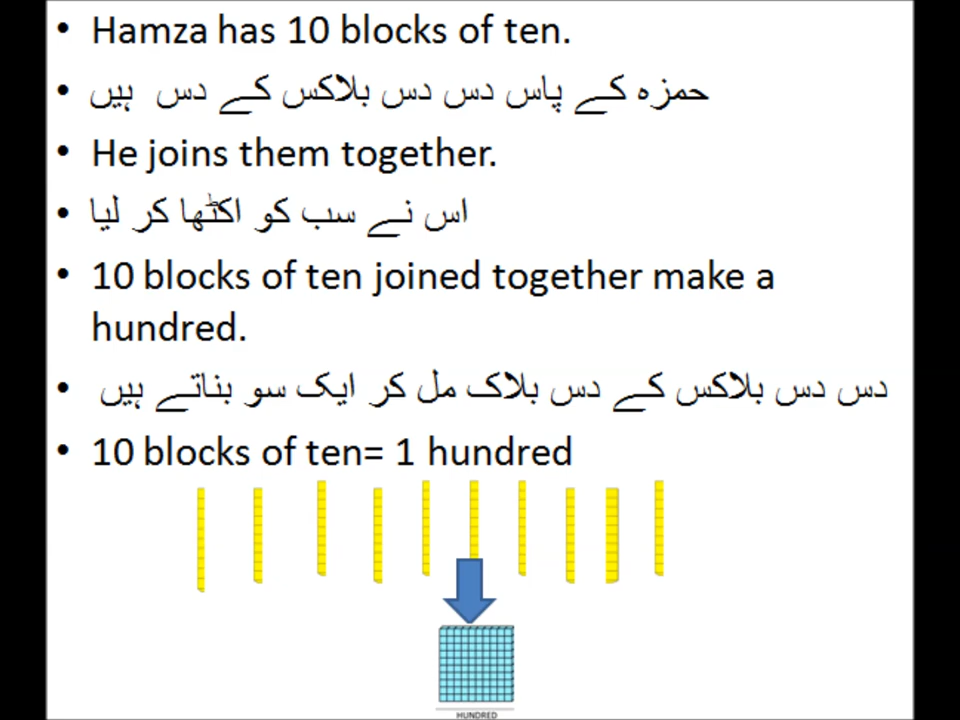 • Hamza has 10 blocks of ten.
• حمزہ کے پاس دس دس بلاکس کے دس ہیں
• He joins them together.
• اس نے سب کو اکٹھا کر لیا
• 10 blocks of ten joined together make a
hundred.
• دس دس بلاکس کے دس بلاک مل کر ایک سو بناتے ہیں
• 10 blocks of ten= 1 hundred
HUNDRED